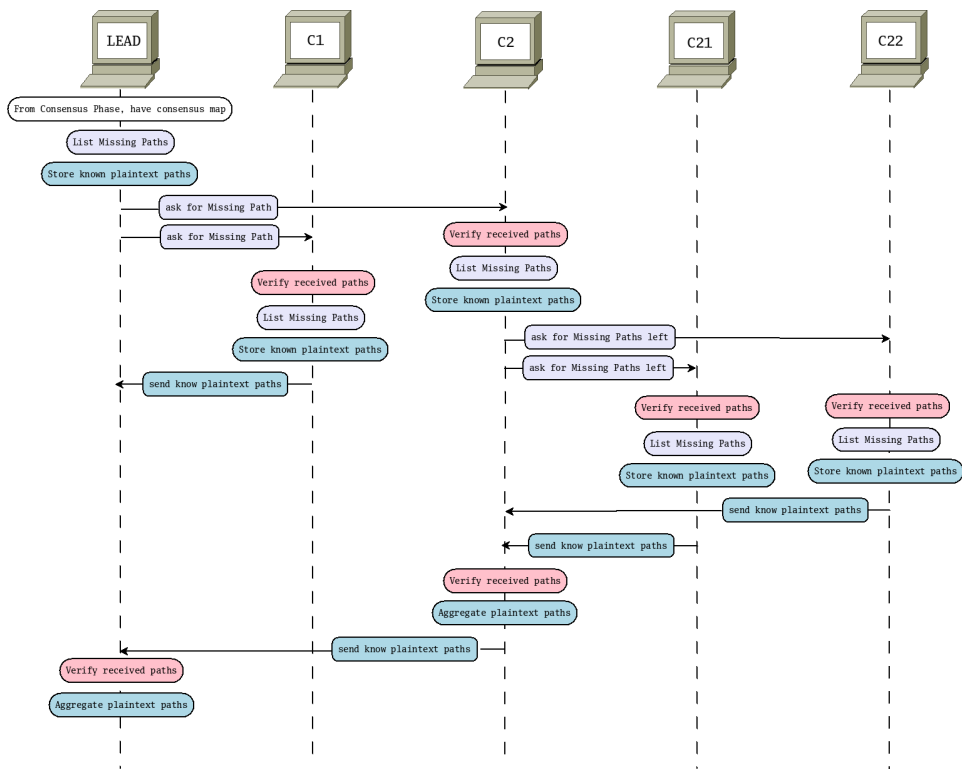 LEAD
C1
C2
C21
C22
From Consensus Phase, have consensus map
List Missing Paths
Store known plaintext paths
ask for Missing Path
Verify received paths
ask for Missing Path
List Missing Paths
Verify received paths
Store known plaintext paths
List Missing Paths
ask for Missing Paths left
Store known plaintext paths
ask for Missing Paths left
send know plaintext paths
Verify received paths
Verify received paths
List Missing Paths
List Missing Paths
Store known plaintext paths
Store known plaintext paths
send know plaintext paths
send know plaintext paths
Verify received paths
Aggregate plaintext paths
send know plaintext paths
Verify received paths
Aggregate plaintext paths